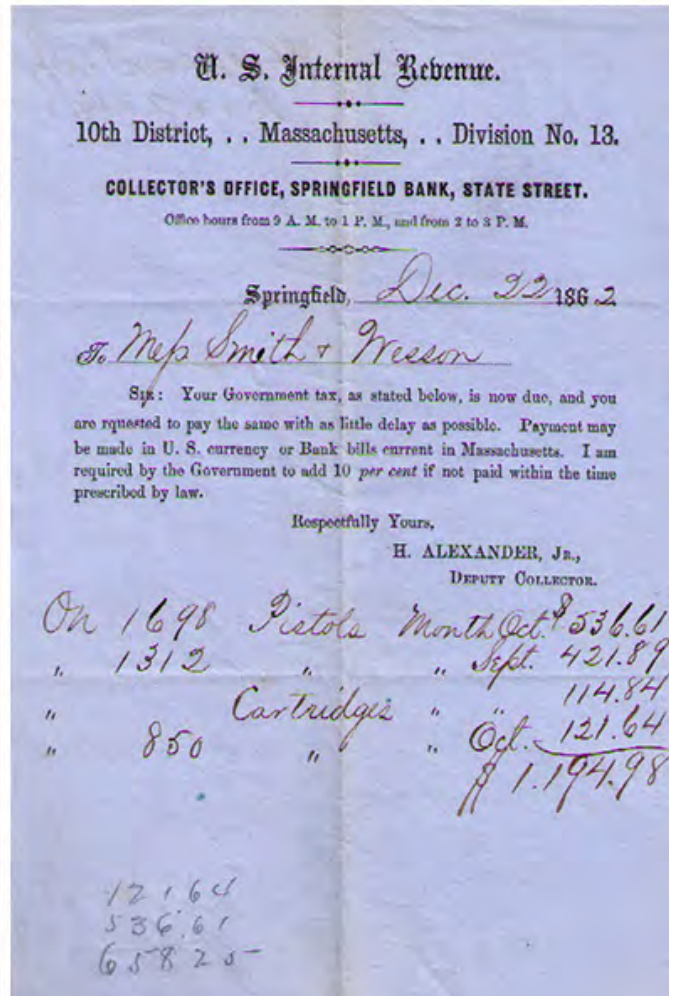 U. S. Internal Revenue.
10th District, . . Massachusetts, . . Division No. 13.
COLLECTOR'S OFFICE, SPRINGFIELD BANK, STATE STREET.
Office hours from 9 A. M. to 1 P. M., and from 2 to 3 P. M.
Springfield, Dec. 22 1862
To Mess Smith & Wesson
SIR: Your Government tax, as stated below, is now due, and you
are rquested to pay the same with as little delay as possible. Payment may
be made in U. S. currency or Bank bills current in Massachusetts. I am
required by the Government to add 10 per cent if not paid within the time
prescribed by law.
Respectfully Yours,
H. ALEXANDER, JR.,
DEPUTY COLLECTOR.
On 1698 Pistols Month Oct. $536.61
" 1312 " " Sept. 421.89
" Cartridges " " 114.84
" 850 " " Oct. 121.64
$ 1.194.98
12164
536.61
65825